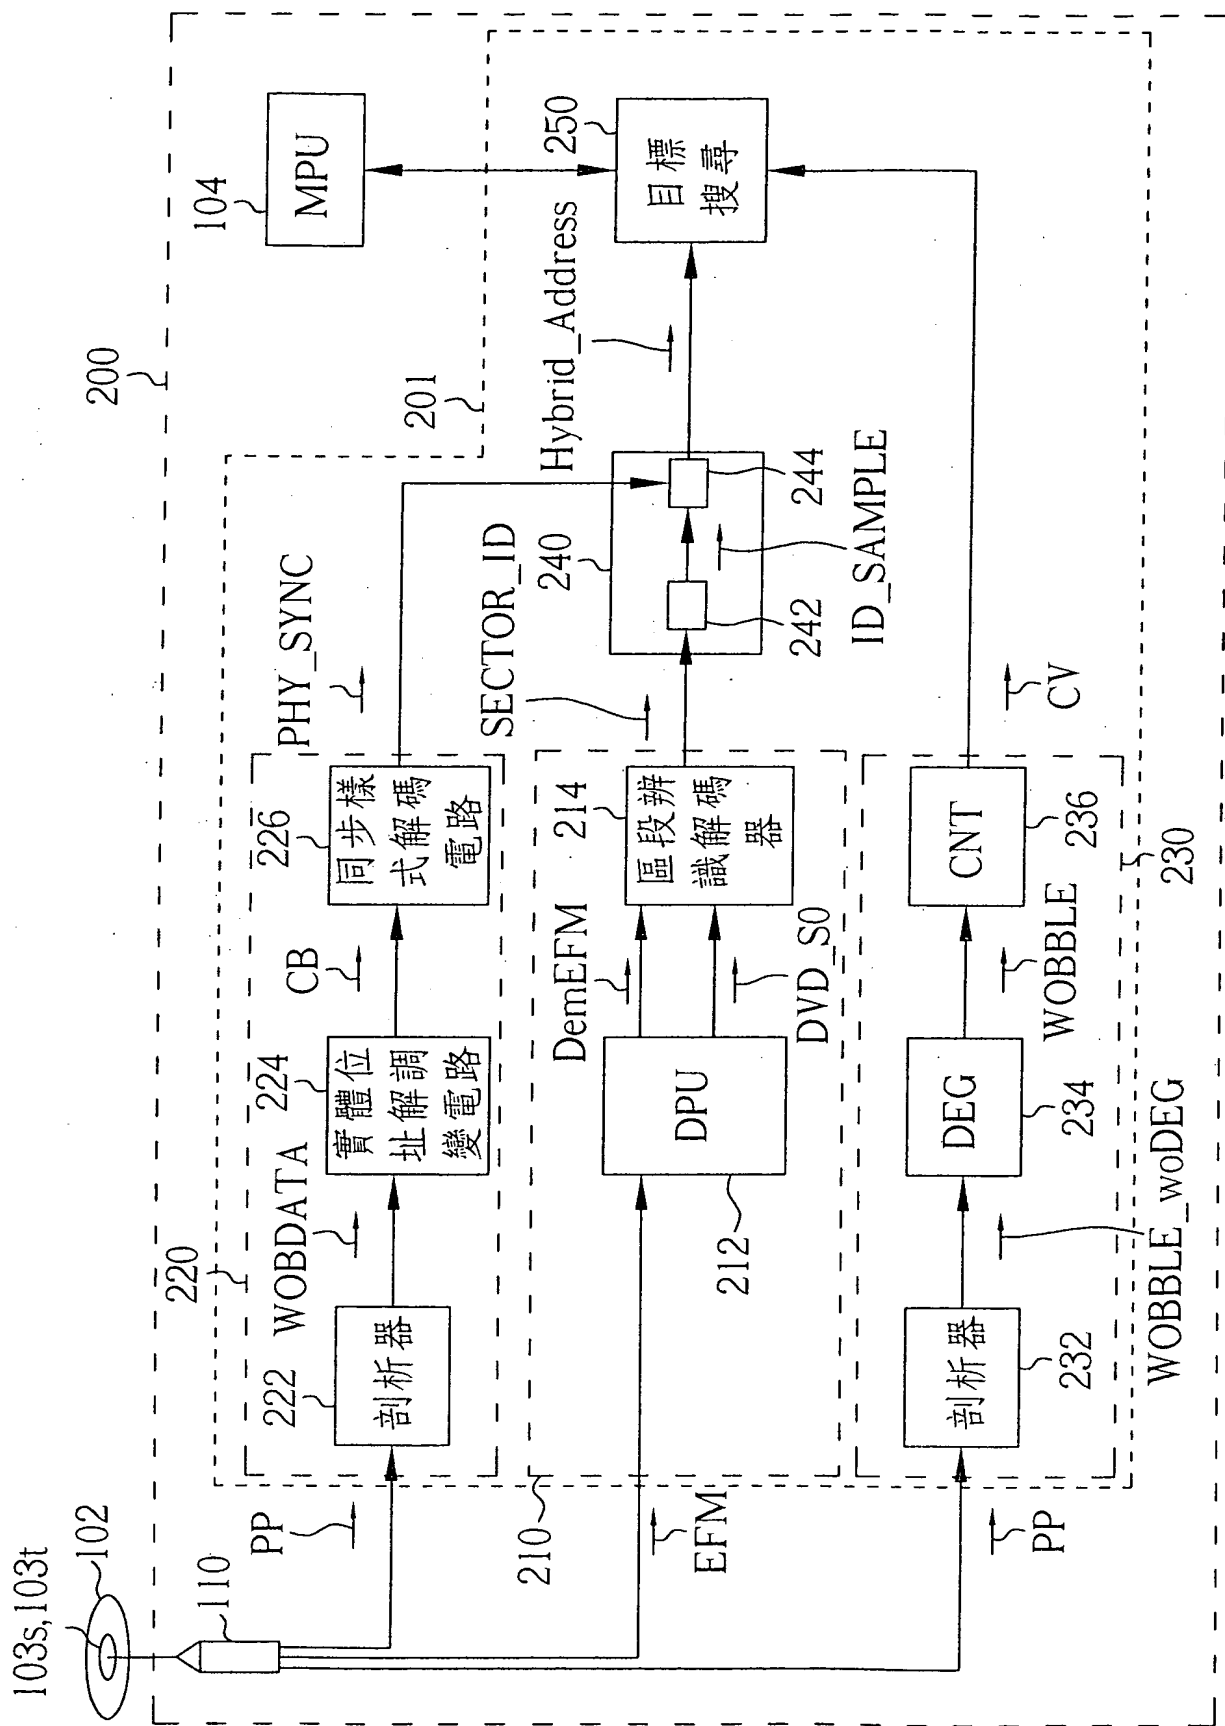 103s,103t
102
110
200
104
MPU
201
220
PP
222
剖析器
WOBDATA
224
實體位
址解調
變電路
CB
226
同步樣
式解碼
電路
PHY_SYNC
210
EFM
DPU
212
DemEFM
DVD_S0
214
區段辨
識解碼
器
SECTOR_ID
240
242
244
ID_SAMPLE
Hybrid_Address
250
目標
搜尋
PP
剖析器
232
WOBBLE_woDEG
DEG
234
WOBBLE
CNT
236
230
CV